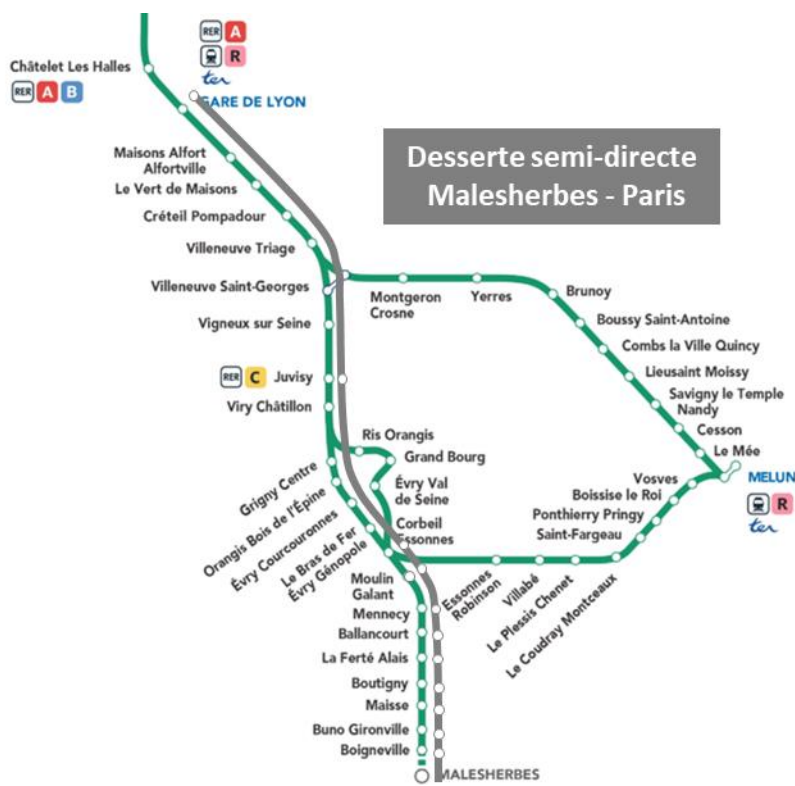 RER A
R
ter
Châtelet Les Halles
RER A B
GARE DE LYON
Desserte semi-directe
Malesherbes - Paris
Maisons Alfort
Alfortville
Le Vert de Maisons
Créteil Pompadour
Villeneuve Triage
Villeneuve Saint-Georges
Montgeron
Crosne
Yerres
Brunoy
Vigneux sur Seine
Boussy Saint-Antoine
Combs la Ville Quincy
RER C Juvisy
Lieusaint Moissy
Viry Châtillon
Savigny le Temple
Nandy
Cesson
Le Mée
MELUN
R
ter
Ris Orangis
Grand Bourg
Évry Val
de Seine
Corbeil
Essonnes
Grigny Centre
Orangis Bois de l'Épine
Évry Courcouronnes
Le Bras de Fer
Évry Génopole
Vosves
Boissise le Roi
Ponthierry Pringy
Saint-Fargeau
Moulin
Galant
Essonnes
Robinson
Villabé
Le Plessis Chenet
Le Coudray Montceaux
Mennecy
Ballancourt
La Ferté Alais
Boutigny
Maisse
Buno Gironville
Boigneville
MALESHERBES